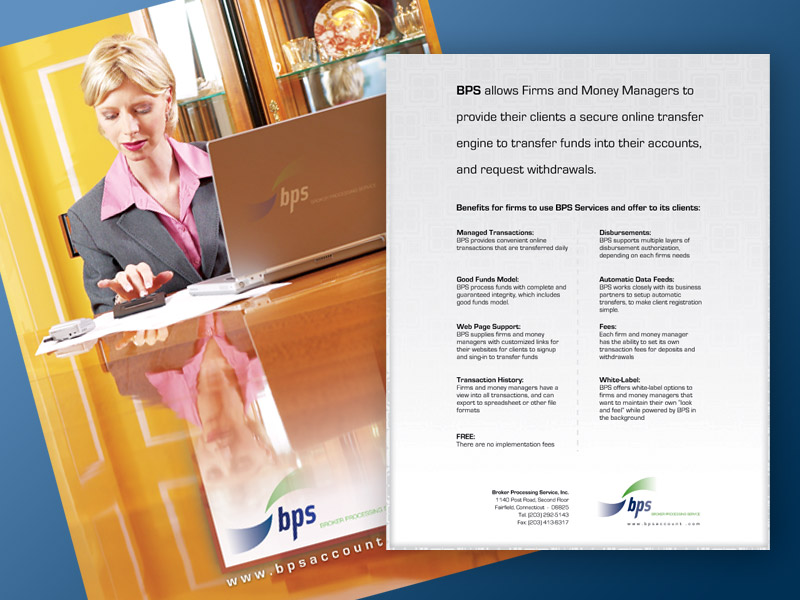 bps
BROKER PROCESSING SERVICE
bps
BROKER PROCESSING
www.bpsaccount
BPS allows Firms and Money Managers to
provide their clients a secure online transfer
engine to transfer funds into their accounts,
and request withdrawals.
Benefits for firms to use BPS Services and offer to its clients:
Managed Transactions:
BPS provides convenient online
transactions that are transferred daily
Good Funds Model:
BPS process funds with complete and
guaranteed integrity, which includes
good funds model.
Web Page Support:
BPS supplies firms and money
managers with customized links for
their websites for clients to signup
and sing-in to transfer funds
Transaction History:
Firms and money managers have a
view into all transactions, and can
export to spreadsheet or other file
formats
FREE:
There are no implementation fees
Disbursements:
BPS supports multiple layers of
disbursement authorization,
depending on each firms needs
Automatic Data Feeds:
BPS works closely with its business
partners to setup automatic
transfers, to make client registration
simple.
Fees:
Each firm and money manager
has the ability to set its own
transaction fees for deposits and
withdrawals
White-Label:
BPS offers white-label options to
firms and money managers that
want to maintain their own "look
and feel" while powered by BPS in
the background
Broker Processing Service, Inc.
1140 Post Road, Second Floor
Fairfield, Connecticut - 06825
Tel. (203) 292-5143
Fax. (203) 413-6317
bps
BROKER PROCESSING SERVICE
www.bpsaccount.com